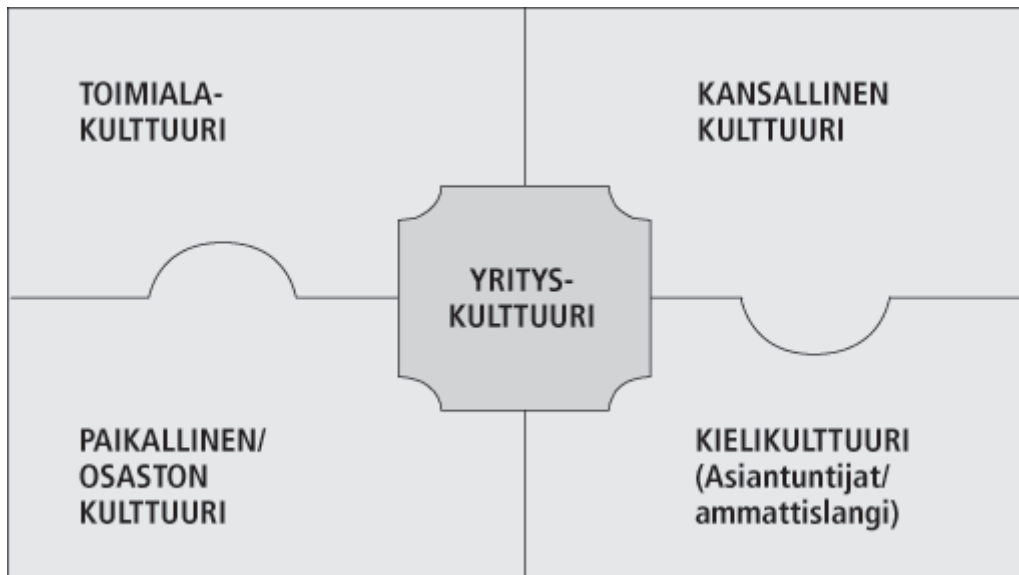 TOIMIALA-
KULTTUURI
KANSALLINEN
KULTTUURI
YRITYS-
KULTTUURI
PAIKALLINEN/
OSASTON
KULTTUURI
KIELIKULTTUURI
(Asiantuntijat/
ammattislangi)